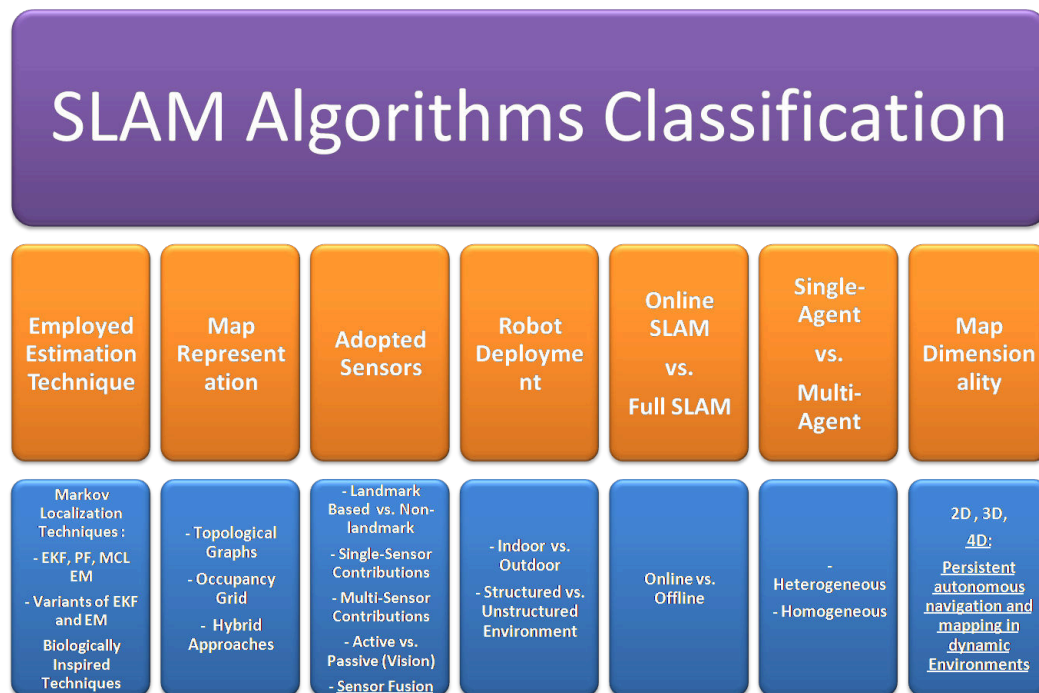 SLAM Algorithms Classification
Employed
Estimation
Technique
Map
Represent
ation
Adopted
Sensors
Robot
Deployme
nt
Online
SLAM
vs.
Full SLAM
Single-
Agent
vs.
Multi-
Agent
Map
Dimension
ality
Markov
Localization
Techniques :
- EKF, PF, MCL
EM
- Variants of EKF
and EM
Biologically
Inspired
Techniques
- Topological
Graphs
- Occupancy
Grid
- Hybrid
Approaches
- Landmark
Based vs. Non-
landmark
- Single-Sensor
Contributions
- Multi-Sensor
Contributions
- Active vs.
Passive (Vision)
- Sensor Fusion
- Indoor vs.
Outdoor
- Structured vs.
Unstructured
Environment
Online vs.
Offline
-
Heterogeneous
- Homogeneous
2D , 3D,
4D:
Persistent
autonomous
navigation and
mapping in
dynamic
Environments